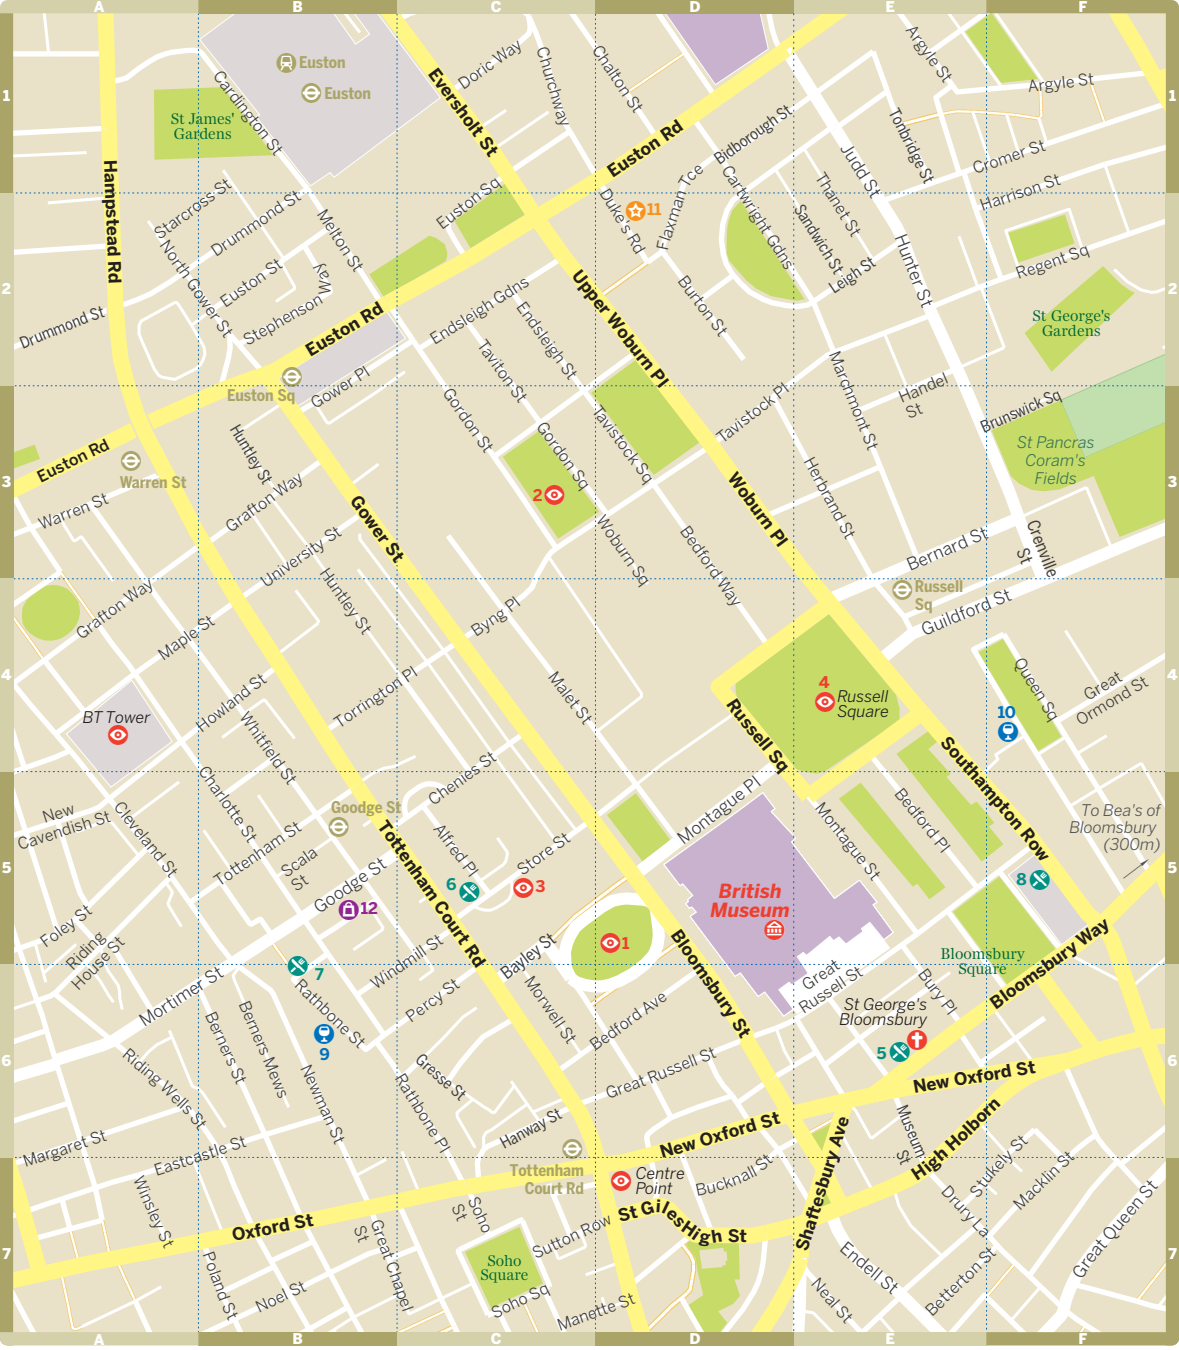 A
B
C
D
E
F
1
Euston
Euston
St James'
Gardens
Cardington St
Hampstead Rd
Eversholt St
Doric Way
Churchway
Chalton St
Euston Rd
Bidborough St
Judd St
Tonbridge St
Argyle St
Argyle St
Cromer St
Harrison St
1
Starcross St
Drummond St
Melton St
Euston Sq
Duke's Rd
11
Flaxman Tce
Cartwright Gdns
Thanet St
Sandwich St
Leigh St
Hunter St
Regent Sq
2
North Gower St
Euston St
Stephenson
Way
Drummond St
Euston Rd
Endsleigh Gdns
Endsleigh St
Taviton St
Upper Woburn Pl
Burton St
St George's
Gardens
2
Euston Sq
Gower Pl
Gordon St
Tavistock Pl
Marchmont St
Handel
St
Brunswick Sq
Euston Rd
Warren St
Huntley St
Grafton Way
Gordon Sq
Tavistock Sq
2
St Pancras
Coram's
Fields
3
Warren St
University St
Gower St
Woburn Sq
Woburn Pl
Herbrand St
Bedford Way
Bernard St
Grenville
St
3
Russell
Sq
Guildford St
Grafton Way
Maple St
Huntley St
Byng Pl
Torrington Pl
Malet St
4
Howland St
Whitfield St
BT Tower
Russell Sq
4
Russell
Square
Queen Sq
Great
Ormond St
10
Southampton Row
4
New
Cavendish St
Cleveland St
Charlotte St
Goodge St
Tottenham St
Scala
St
Goodge St
12
Chenies St
Alfred Pl
6
Store St
3
Montague Pl
Montague St
Bedford Pl
To Bea's of
Bloomsbury
(300m)
British
Museum
8
5
5
Foley St
Riding
House St
Mortimer St
7
Windmill St
Tottenham Court Rd
Bayley St
1
Bloomsbury St
Bloomsbury
Square
Bloomsbury Way
Great
Russell St
Bury Pl
St George's
Bloomsbury
5
Percy St
Morwell St
Bedford Ave
Rathbone St
9
Berners St
Berners Mews
6
Riding Wells St
Newman St
Rathbone Pl
Gresse St
Great Russell St
Hanway St
New Oxford St
New Oxford St
Museum
St
High Holborn
6
Margaret St
Eastcastle St
Tottenham
Court Rd
Centre
Point
Bucknall St
Shaftesbury Ave
Drury La
Stukely St
Macklin St
Great Queen St
Winsley St
Oxford St
St Giles High St
Soho
St
Sutton Row
7
Poland St
Noel St
Great Chapel
St
Soho
Square
Soho Sq
Manette St
Neal St
Endell St
Betterton St
7
A
B
C
D
E
F